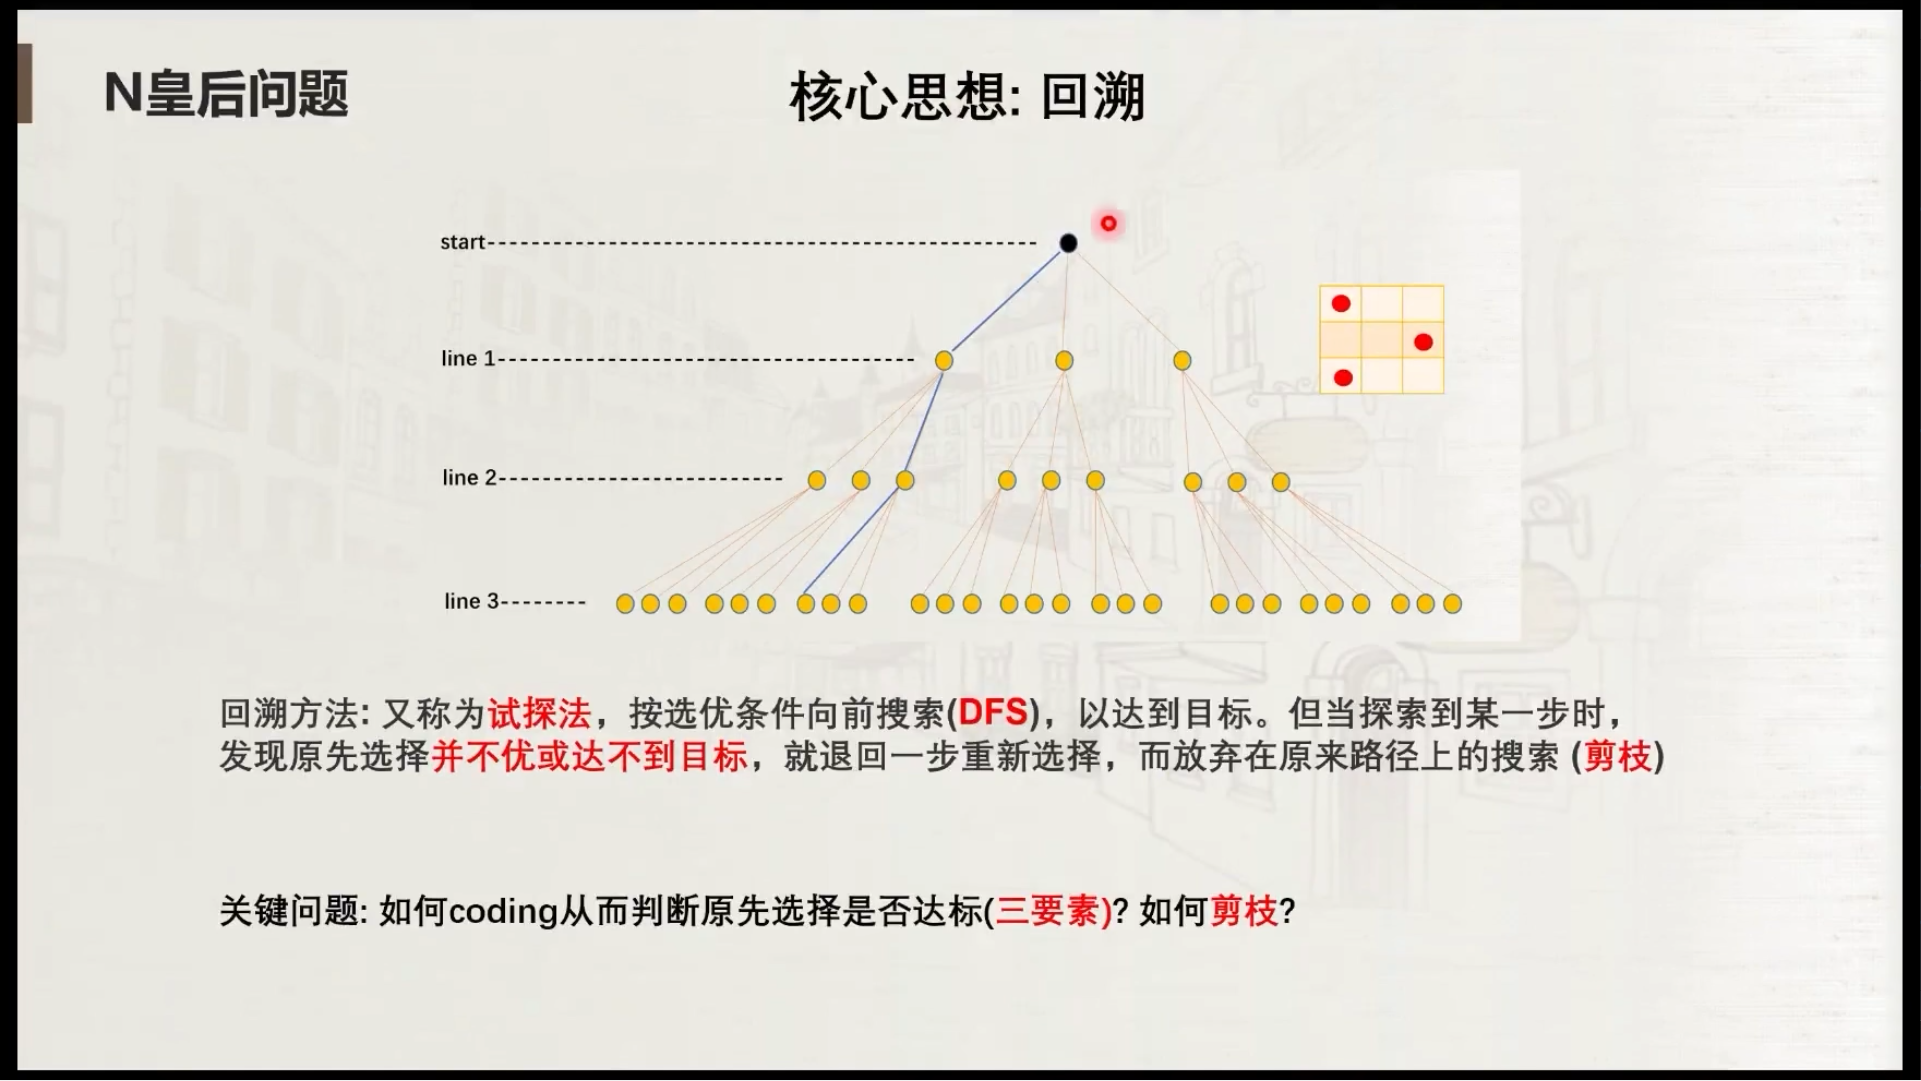 N皇后问题
核心思想: 回溯
start
line 1
line 2
line 3
回溯方法: 又称为试探法，按选优条件向前搜索(DFS)，以达到目标。但当探索到某一步时，
发现原先选择并不优或达不到目标，就退回一步重新选择，而放弃在原来路径上的搜索 (剪枝)
关键问题: 如何coding从而判断原先选择是否达标(三要素)? 如何剪枝?